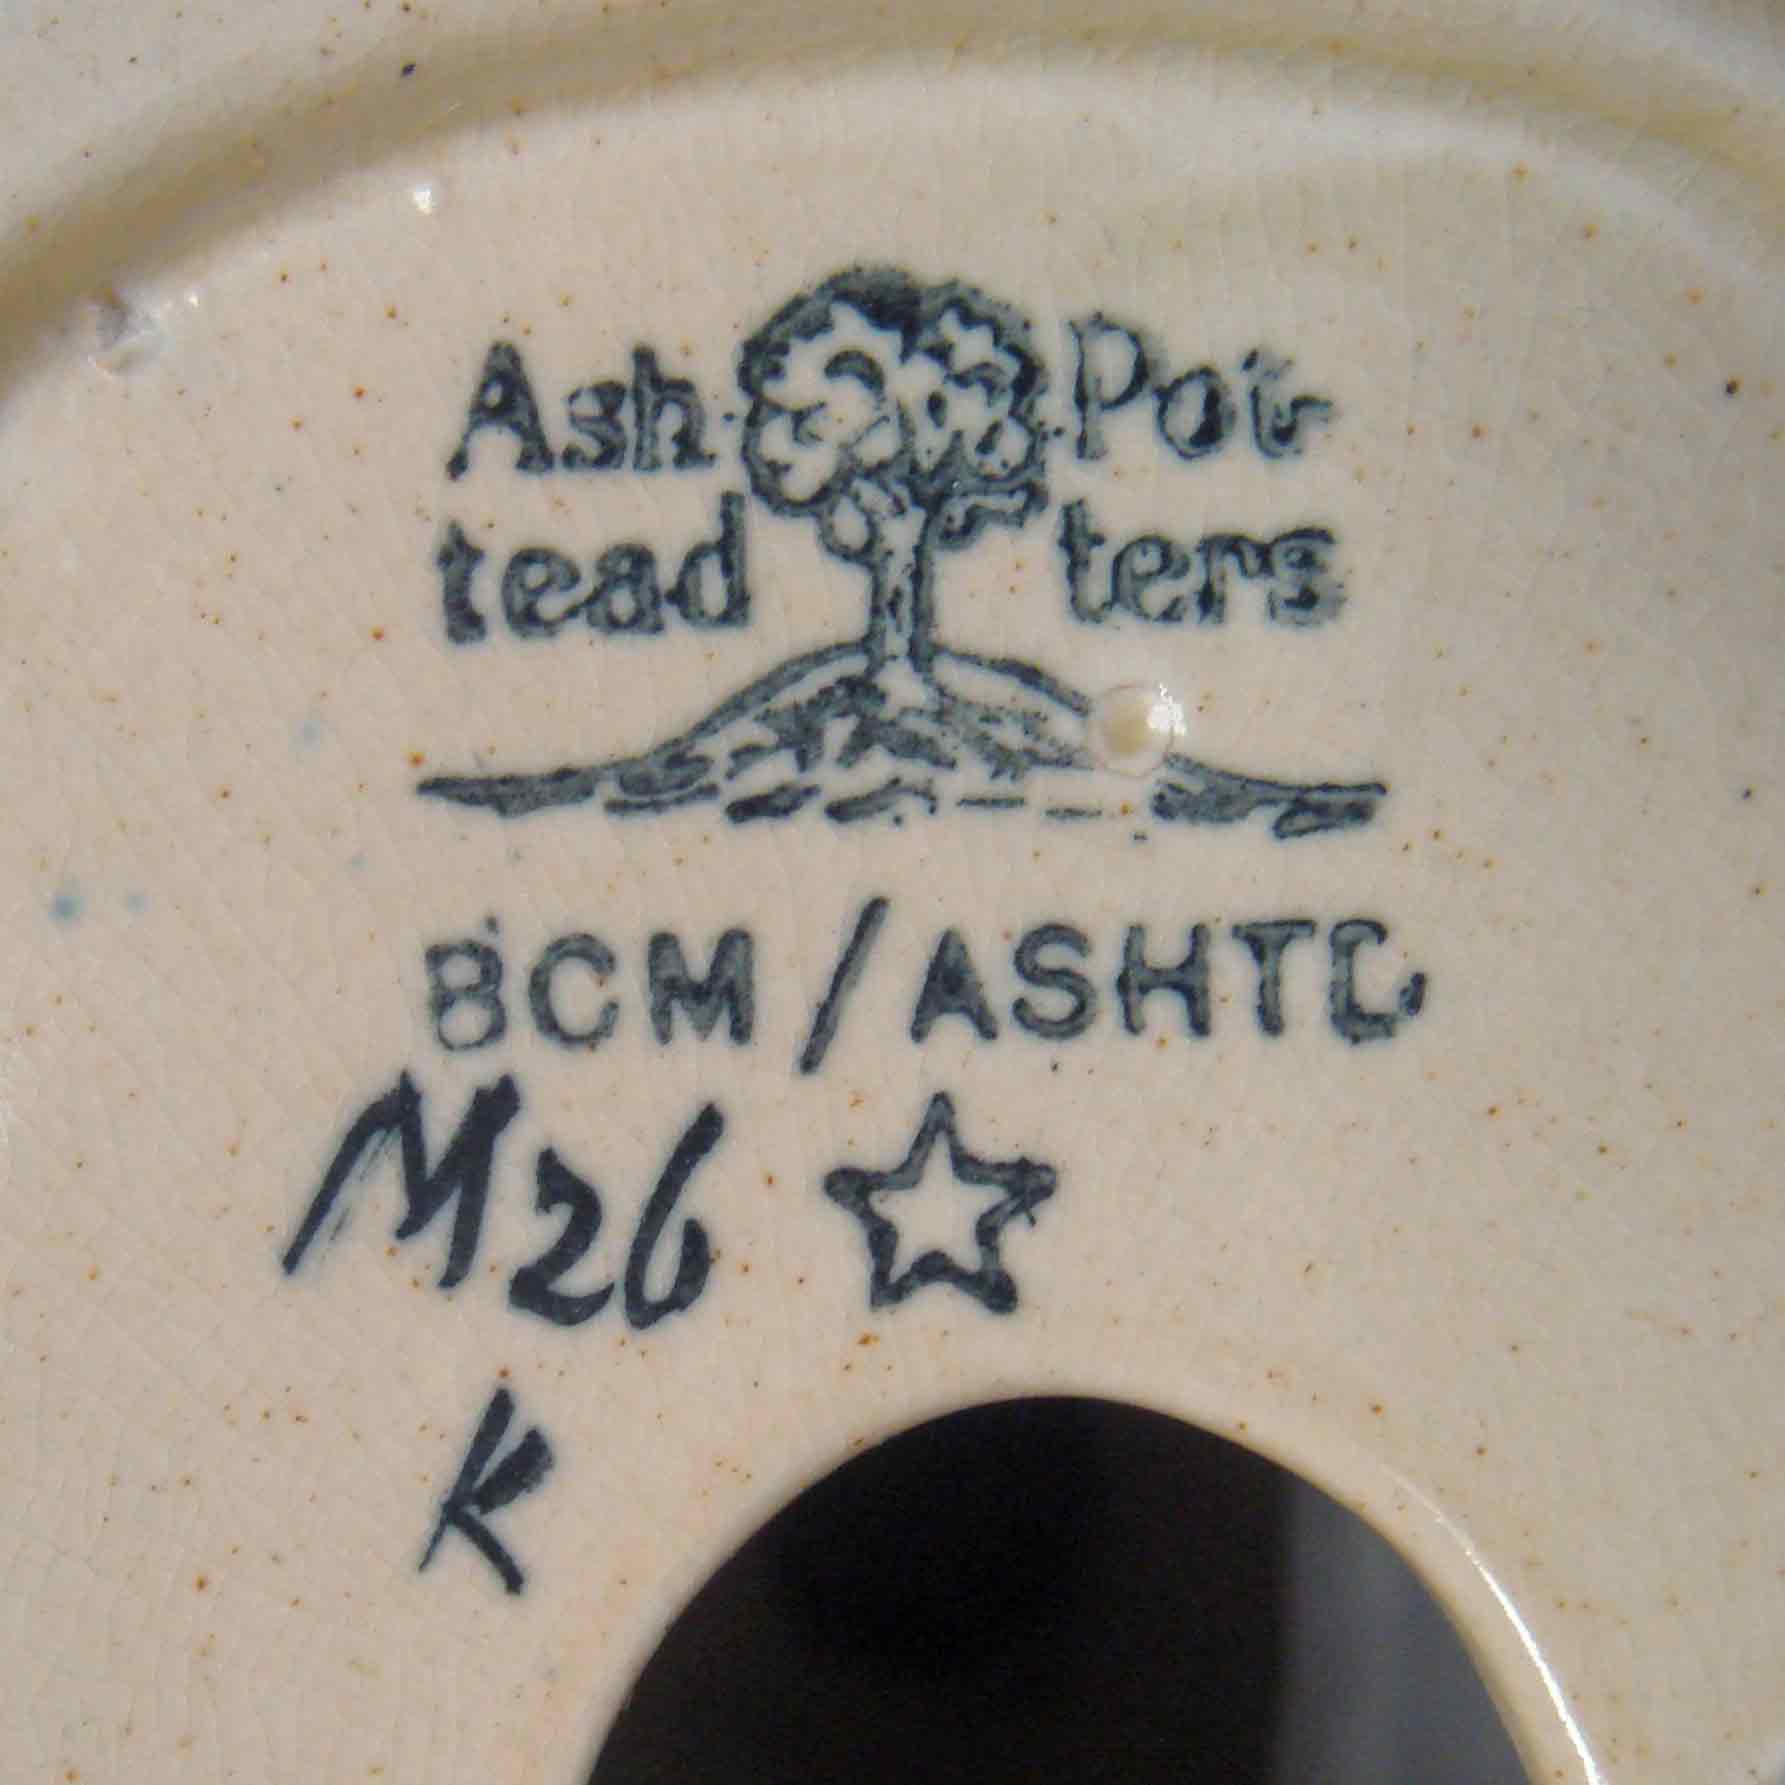 Ash Pot
tead ters
BCM/ASHTD
M26
K